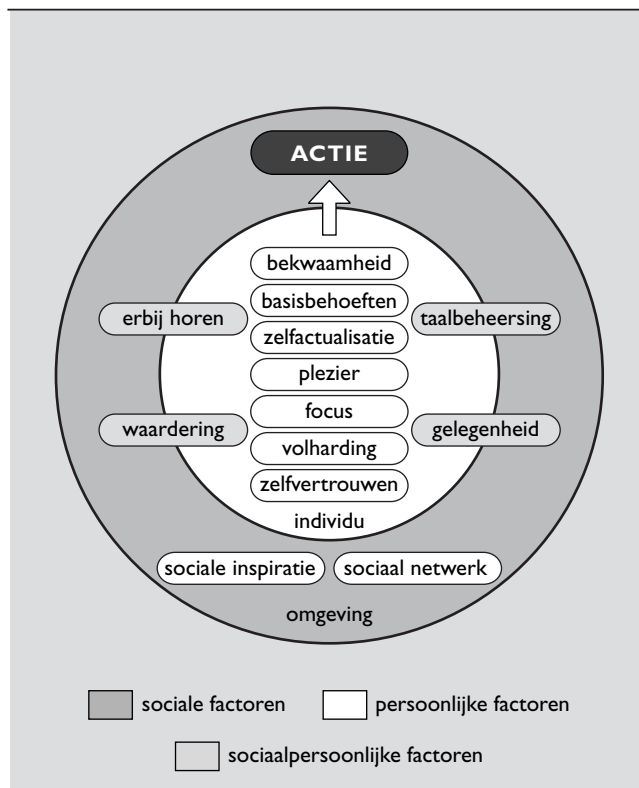 ACTIE
bekwaamheid
basisbehoeften
erbij horen
taalbeheersing
zelfactualisatie
plezier
focus
waardering
gelegenheid
volharding
zelfvertrouwen
individu
sociale inspiratie
sociaal netwerk
omgeving
sociale factoren
persoonlijke factoren
sociaalpersoonlijke factoren